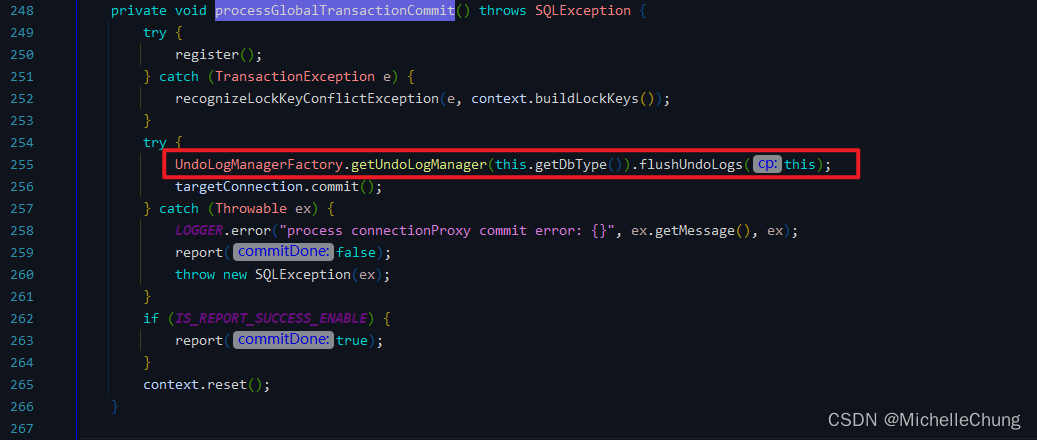 248 private void processGlobalTransactionCommit() throws SQLException {
249 try {
250 register();
251 } catch (TransactionException e) {
252 recognizeLockKeyConflictException(e, context.buildLockKeys());
253 }
254 try {
255 UndoLogManagerFactory.getUndoLogManager(this.getDbType()).flushUndoLogs( cp: this);
256 targetConnection.commit();
257 } catch (Throwable ex) {
258 LOGGER.error("process connectionProxy commit error: {}", ex.getMessage(), ex);
259 report( commitDone: false);
260 throw new SQLException(ex);
261 }
262 if (IS_REPORT_SUCCESS_ENABLE) {
263 report( commitDone: true);
264 }
265 context.reset();
266 }
267
CSDN @MichelleChung